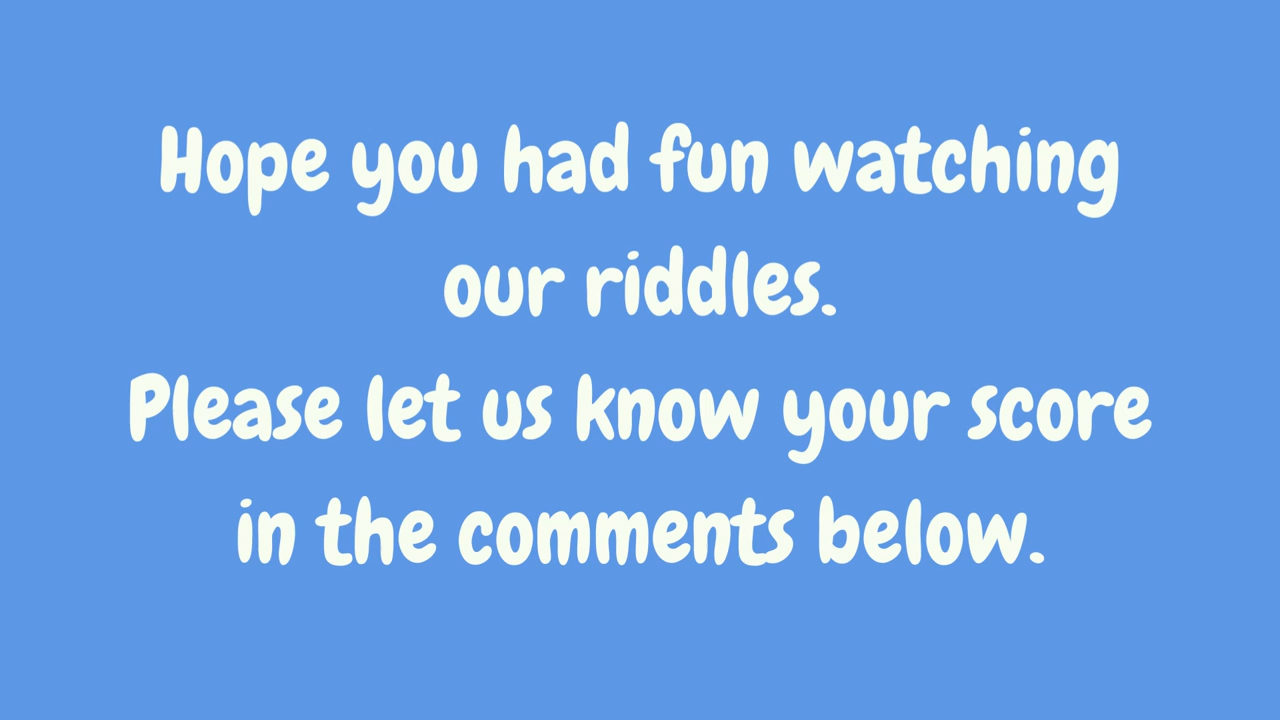 Hope you had fun watching
our riddles.
Please let us know your score
in the comments below.